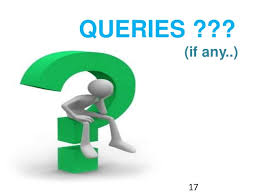 QUERIES ???
(if any..)
17